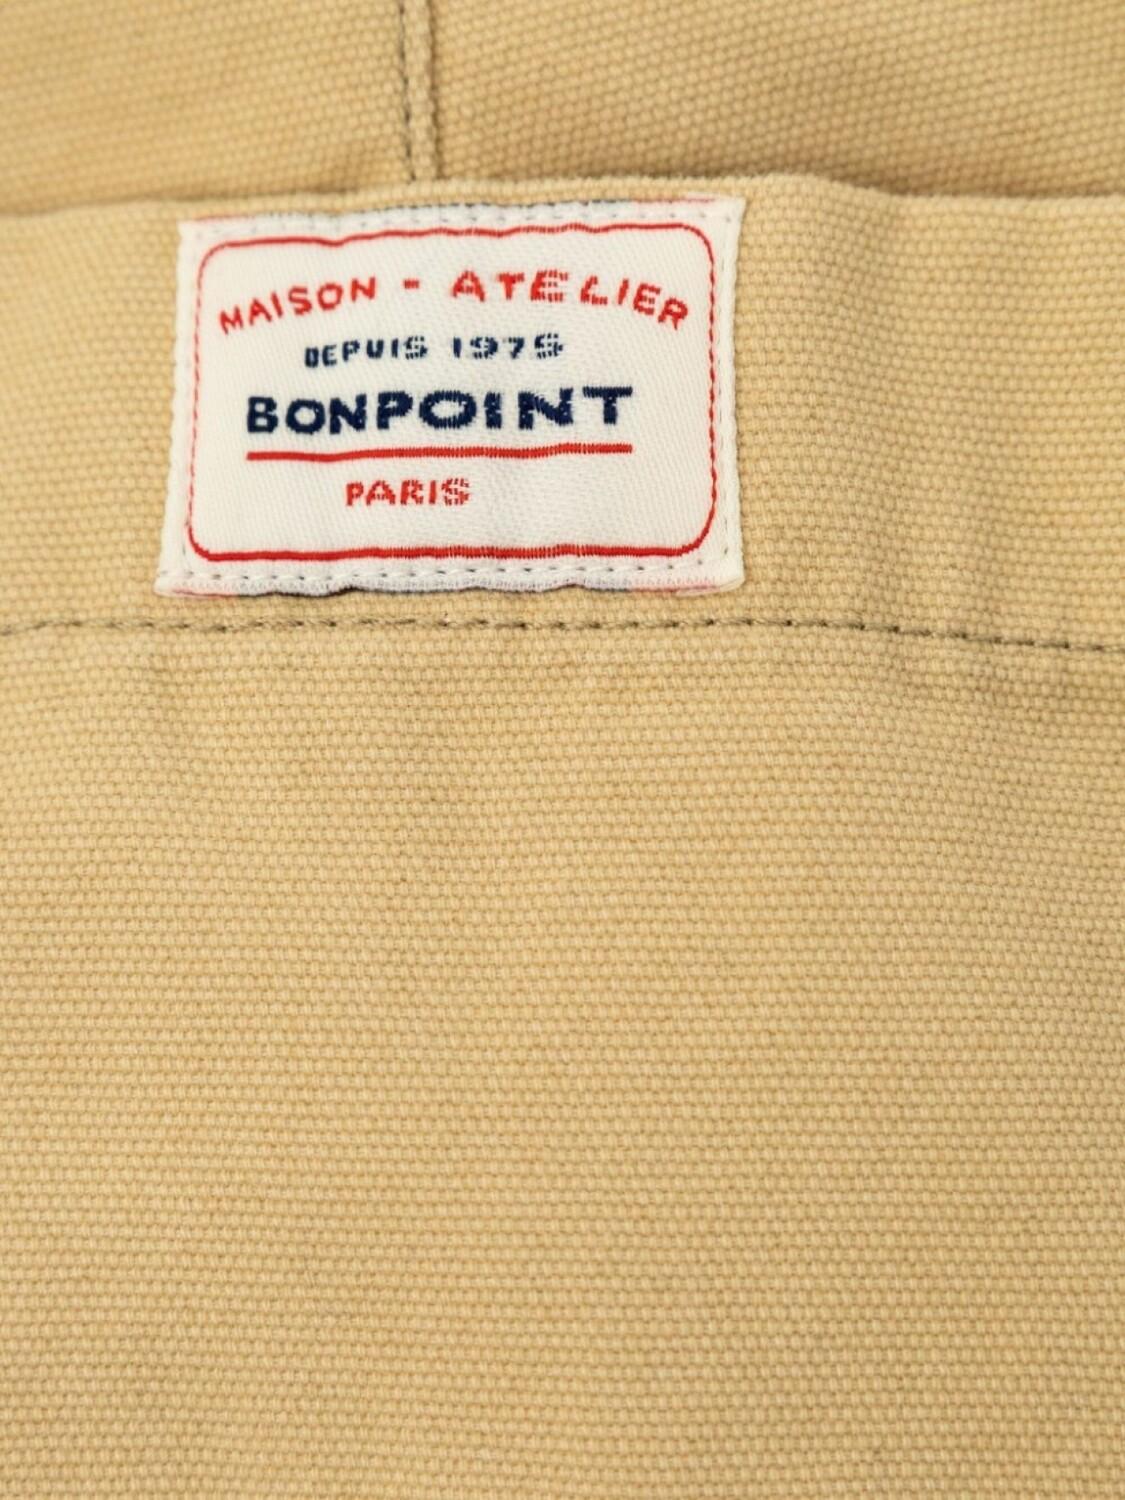 MAISON - ATELIER
DEPUIS 1975
BONPOINT
PARIS